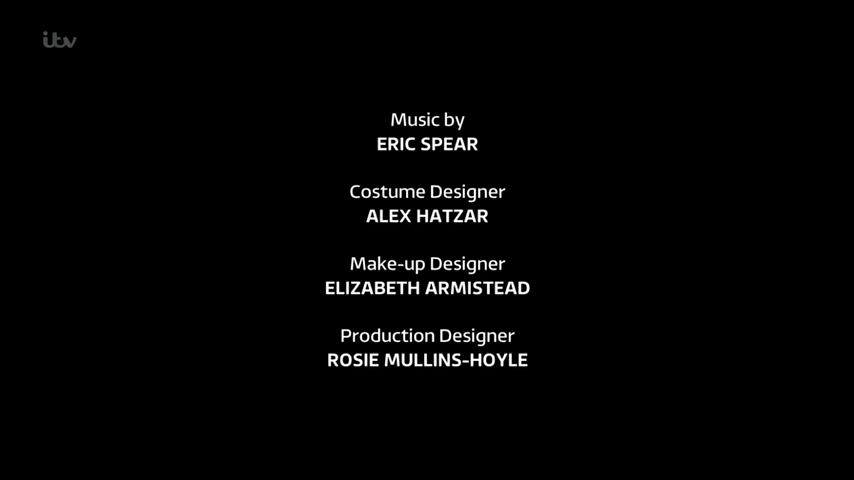 itv
Music by
ERIC SPEAR
Costume Designer
ALEX HATZAR
Make-up Designer
ELIZABETH ARMISTEAD
Production Designer
ROSIE MULLINS-HOYLE